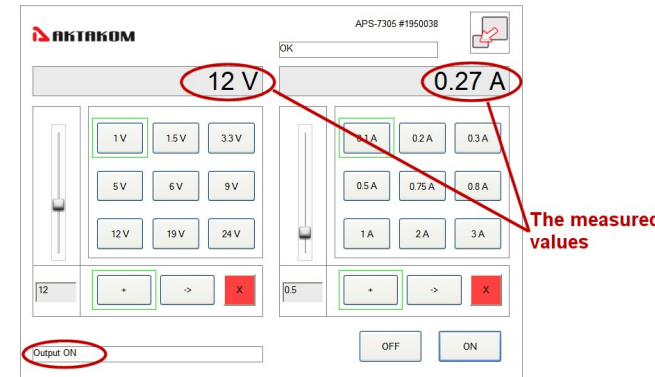 АКТАКОМ
APS-7305 #1950038
OK
12 V
0.27 A
1 V
1.5 V
3.3 V
0.1 A
0.2 A
0.3 A
5 V
6 V
9 V
0.5 A
0.75 A
0.8 A
12 V
19 V
24 V
1 A
2 A
3 A
The measured
values
12
+
->
X
0.5
+
->
X
Output ON
OFF
ON